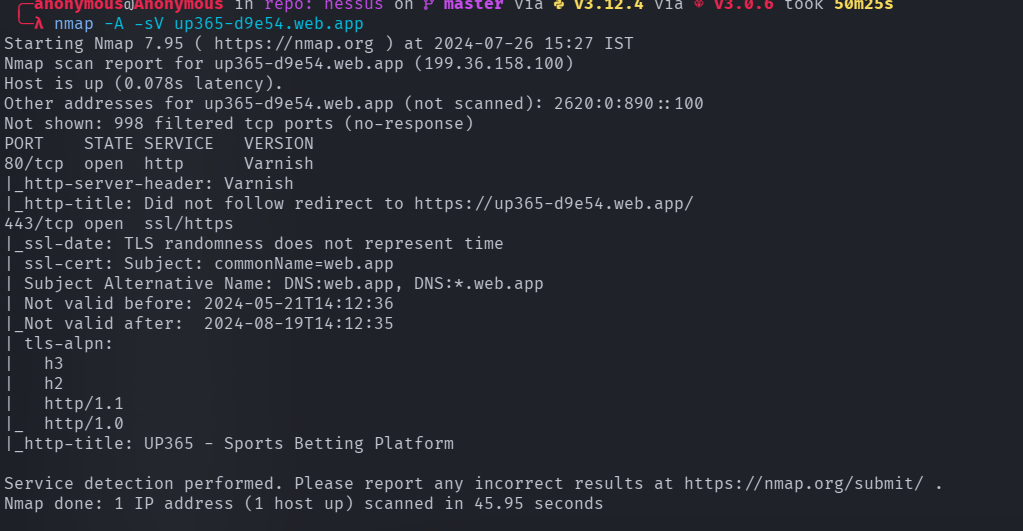 anonymous@Anonymous in repo: nessus on master via v3.12.4 via v3.0.6 took 50m25s
λ nmap -A -sV up365-d9e54.web.app
Starting Nmap 7.95 ( https://nmap.org ) at 2024-07-26 15:27 IST
Nmap scan report for up365-d9e54.web.app (199.36.158.100)
Host is up (0.078s latency).
Other addresses for up365-d9e54.web.app (not scanned): 2620:0:890::100
Not shown: 998 filtered tcp ports (no-response)
PORT    STATE SERVICE   VERSION
80/tcp  open  http      Varnish
|_http-server-header: Varnish
|_http-title: Did not follow redirect to https://up365-d9e54.web.app/
443/tcp open  ssl/https
|_ssl-date: TLS randomness does not represent time
| ssl-cert: Subject: commonName=web.app
| Subject Alternative Name: DNS:web.app, DNS:*.web.app
| Not valid before: 2024-05-21T14:12:36
|_Not valid after:  2024-08-19T14:12:35
| tls-alpn:
|   h3
|   h2
|   http/1.1
|_  http/1.0
|_http-title: UP365 - Sports Betting Platform
Service detection performed. Please report any incorrect results at https://nmap.org/submit/ .
Nmap done: 1 IP address (1 host up) scanned in 45.95 seconds